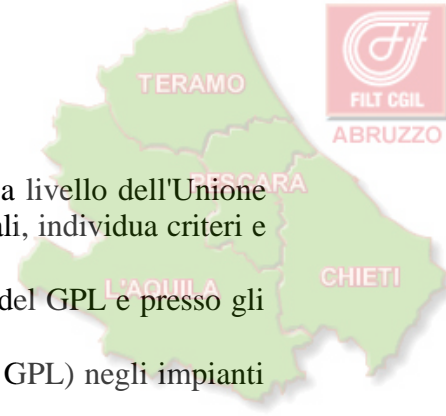 FILT CGIL
ABRUZZO
TERAMO
PESCARA
L'AQUILA
CHIETI
a livello dell'Unione
ali, individua criteri e
del GPL e presso gli
GPL) negli impianti